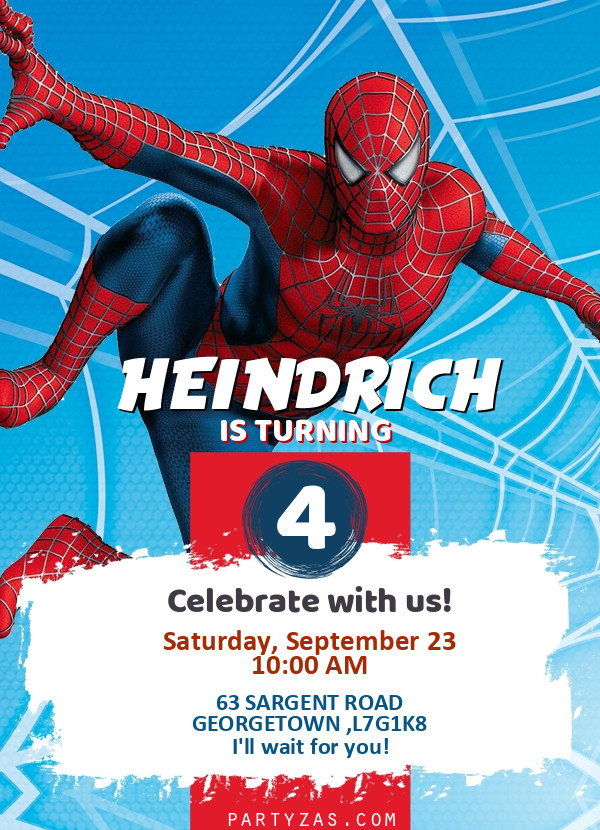 HEINDRICH
IS TURNING
4
Celebrate with us!
Saturday, September 23
10:00 AM
63 SARGENT ROAD
GEORGETOWN ,L7G1K8
I'll wait for you!
PARTYZAS.COM